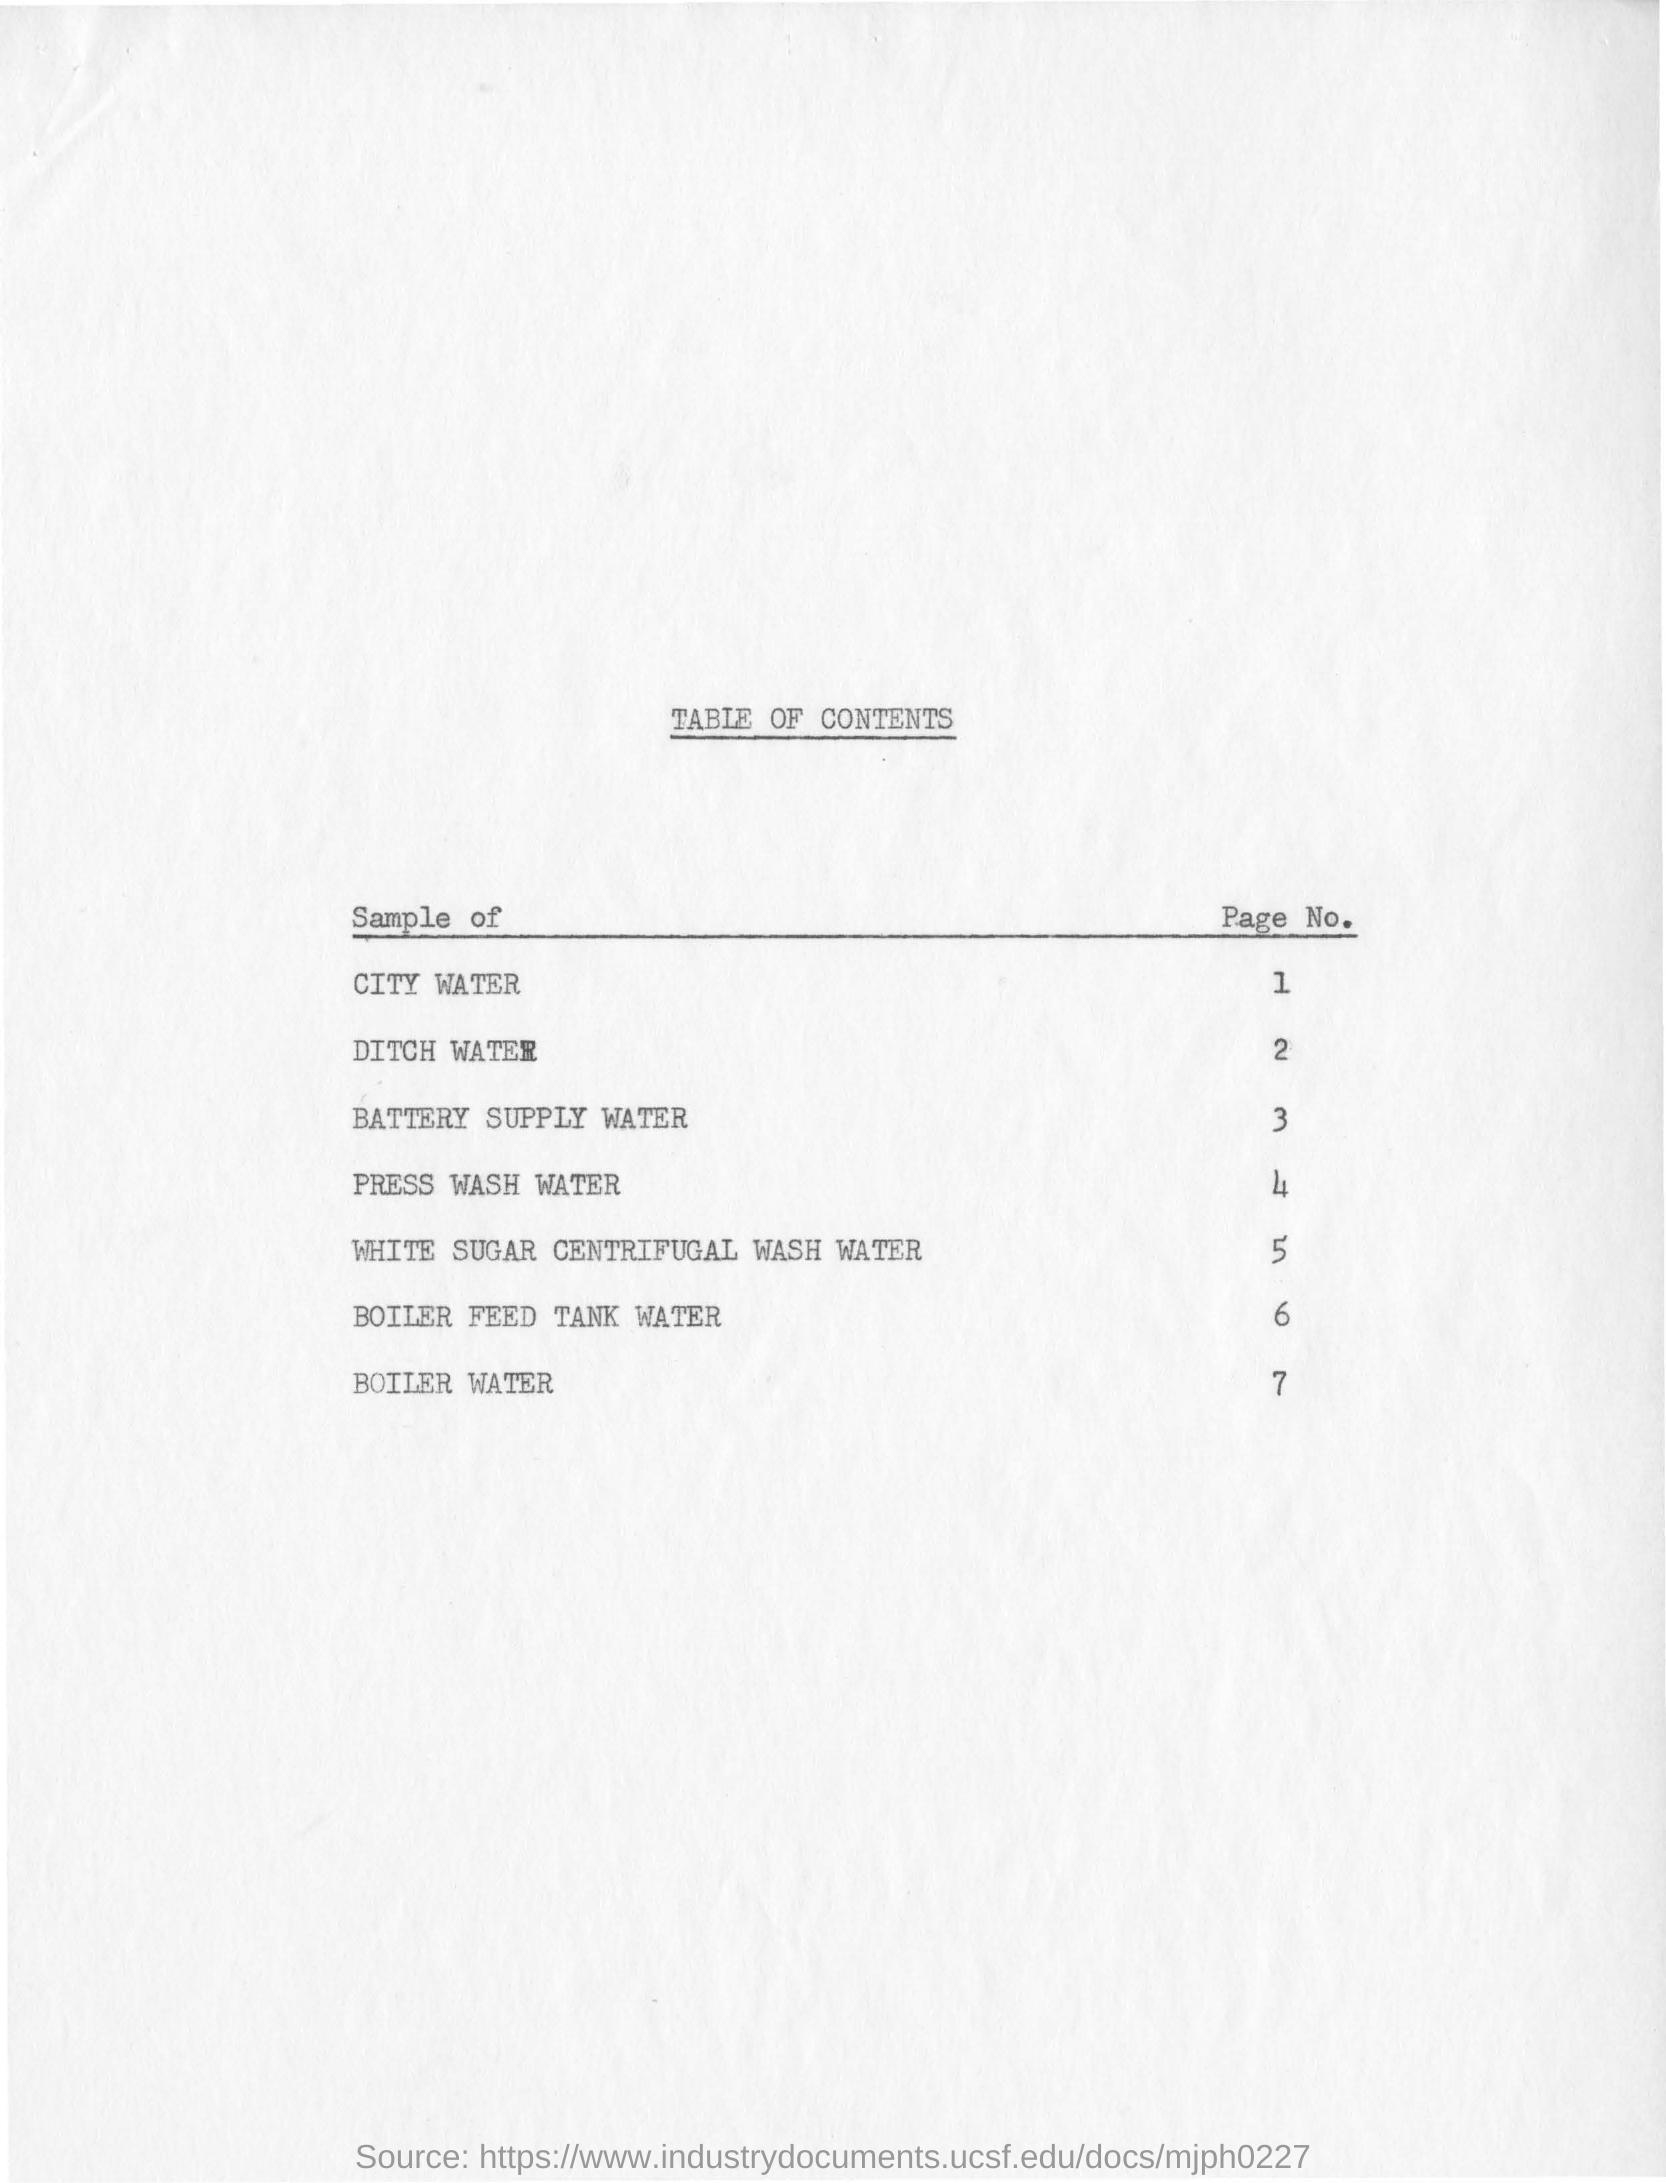 TABLE OF CONTENTS
Sample of Page No.
CITY WATER 1
DITCH WATER 2
BATTERY SUPPLY WATER 3
PRESS WASH WATER 4
WHITE SUGAR CENTRIFUGAL WASH WATER 5
BOILER FEED TANK WATER 6
BOILER WATER 7
Source: https://www.industrydocuments.ucsf.edu/docs/mjph0227